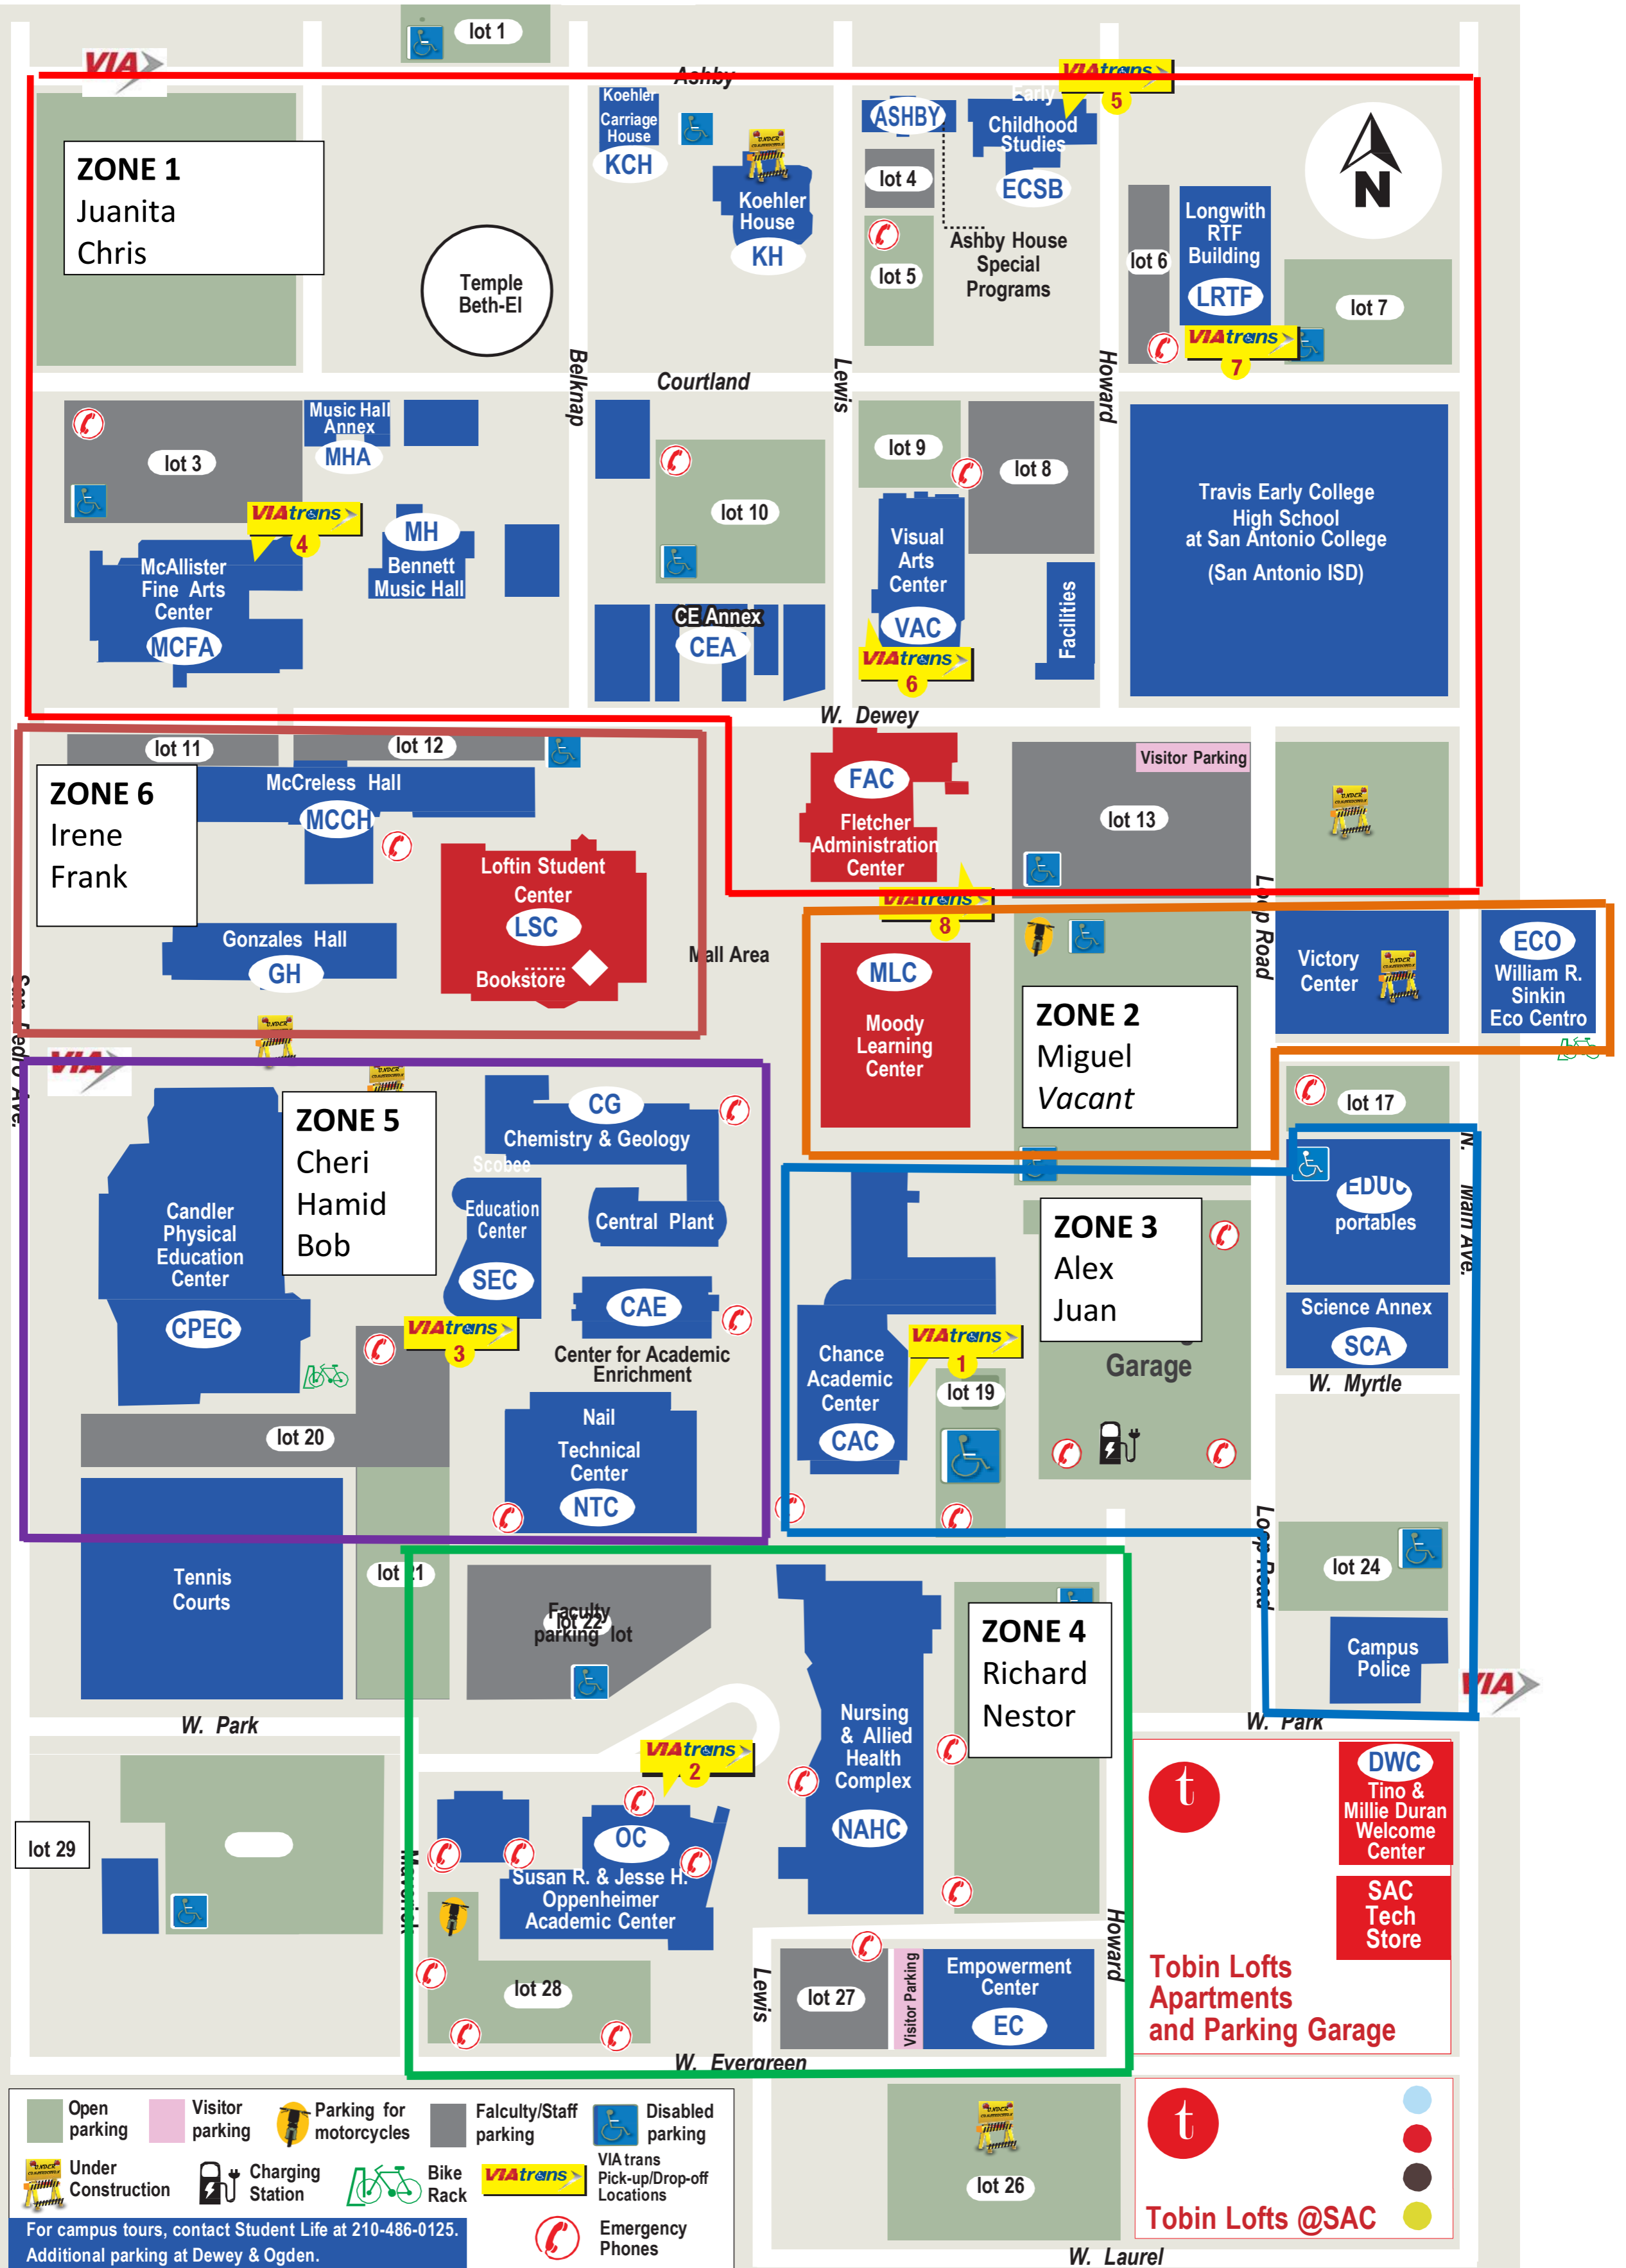 lot 1
VIA
Ashby
VIAtrans
5
ZONE 1
Juanita
Chris
Koehler
Carriage
House
KCH
Koehler
House
KH
ASHBY
Early
Childhood
Studies
ECSB
lot 4
lot 5
Ashby House
Special
Programs
N
Longwith
RTF
Building
LRTF
lot 6
lot 7
VIAtrans
7
Temple
Beth-El
Belknap
Courtland
Lewis
Howard
lot 3
Music Hall
Annex
MHA
VIAtrans
4
MH
Bennett
Music Hall
McAllister
Fine Arts
Center
MCFA
lot 10
CE Annex
CEA
lot 9
lot 8
Visual
Arts
Center
VAC
VIAtrans
6
Facilities
Travis Early College
High School
at San Antonio College
(San Antonio ISD)
W. Dewey
lot 11
lot 12
McCreless Hall
MCCH
ZONE 6
Irene
Frank
Loftin Student
Center
LSC
Bookstore
Gonzales Hall
GH
Mall Area
FAC
Fletcher
Administration
Center
Visitor Parking
lot 13
Loop Road
VIAtrans
8
MLC
Moody
Learning
Center
ZONE 2
Miguel
Vacant
Victory
Center
ECO
William R.
Sinkin
Eco Centro
lot 17
VIA
ZONE 5
Cheri
Hamid
Bob
CG
Chemistry & Geology
Scobee
Education
Center
SEC
Central Plant
CAE
Center for Academic
Enrichment
Candler
Physical
Education
Center
CPEC
VIAtrans
3
lot 20
Nail
Technical
Center
NTC
ZONE 3
Alex
Juan
Garage
Chance
Academic
Center
CAC
VIAtrans
1
lot 19
EDUC
portables
N. Main Ave.
Science Annex
SCA
W. Myrtle
Loop Road
lot 24
Campus
Police
VIA
W. Park
Tennis
Courts
lot 21
Faculty
parking lot
lot 22
W. Park
ZONE 4
Richard
Nestor
Nursing
& Allied
Health
Complex
NAHC
VIAtrans
2
OC
Susan R. & Jesse H.
Oppenheimer
Academic Center
lot 29
lot 28
Lewis
lot 27
Visitor Parking
Empowerment
Center
EC
Howard
W. Evergreen
t
DWC
Tino &
Millie Duran
Welcome
Center
SAC
Tech
Store
Tobin Lofts
Apartments
and Parking Garage
t
Tobin Lofts @SAC
lot 26
W. Laurel
Open
parking
Visitor
parking
Parking for
motorcycles
Falculty/Staff
parking
Disabled
parking
Under
Construction
Charging
Station
Bike
Rack
VIAtrans
VIA trans
Pick-up/Drop-off
Locations
For campus tours, contact Student Life at 210-486-0125.
Additional parking at Dewey & Ogden.
Emergency
Phones